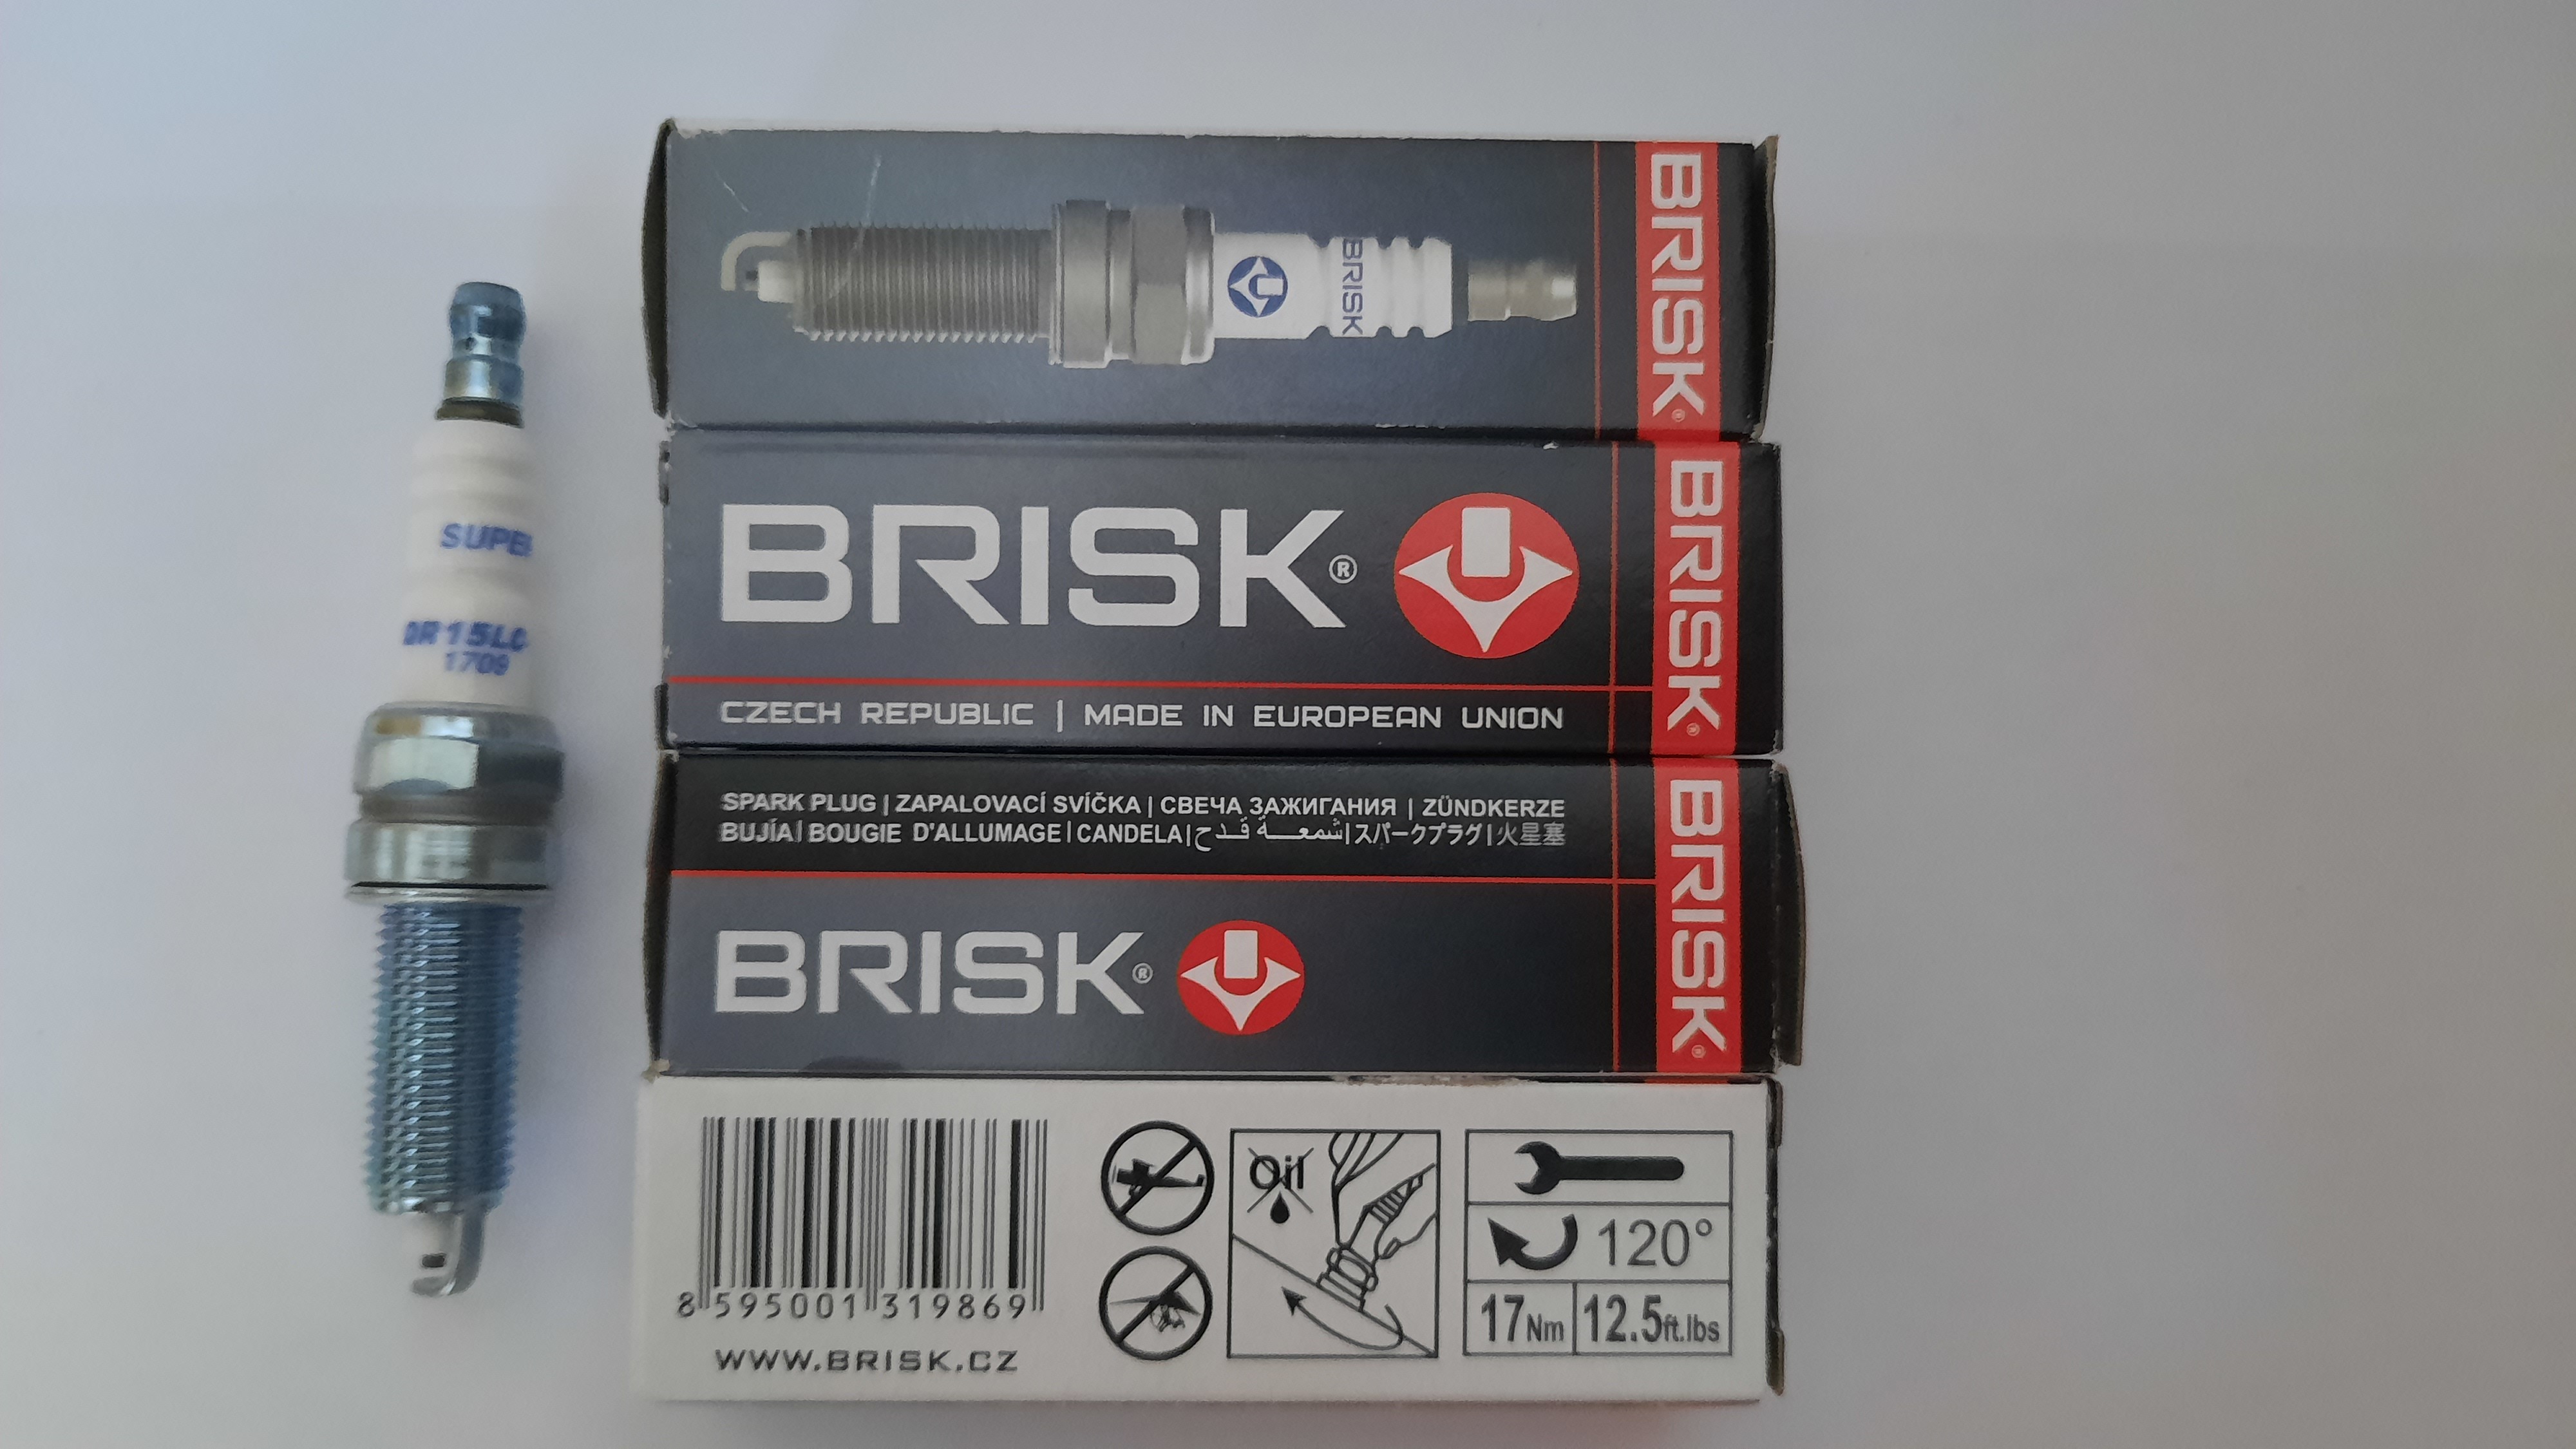 SUPER
DR15LC-
1709
BRISK
BRISK®
BRISK®
CZECH REPUBLIC | MADE IN EUROPEAN UNION
BRISK®
SPARK PLUG | ZAPALOVACÍ SVÍČKA | СВЕЧА ЗАЖИГАНИЯ | ZÜNDKERZE
BUJÍA | BOUGIE D'ALLUMAGE | CANDELA | شمعة قدح | スパークプラグ | 火星塞
BRISK®
BRISK®
8 595001 319869
WWW.BRISK.CZ
Oil
120°
17Nm 12.5ft.lbs